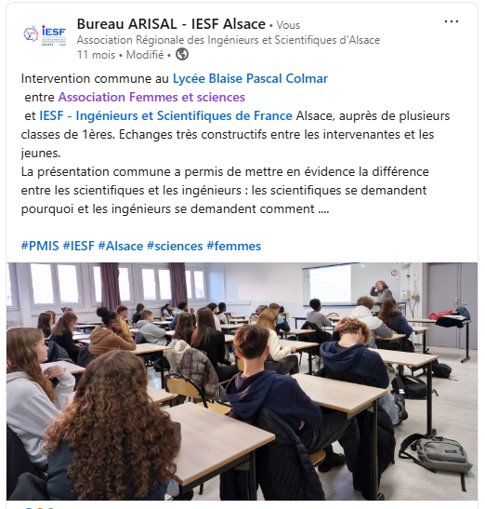 Bureau ARISAL - IESF Alsace • Vous
Association Régionale des Ingénieurs et Scientifiques d'Alsace
11 mois • Modifié •
iESF
Intervention commune au Lycée Blaise Pascal Colmar
entre Association Femmes et sciences
et IESF - Ingénieurs et Scientifiques de France Alsace, auprès de plusieurs
classes de 1ères. Echanges très constructifs entre les intervenantes et les
jeunes.
La présentation commune a permis de mettre en évidence la différence
entre les scientifiques et les ingénieurs : les scientifiques se demandent
pourquoi et les ingénieurs se demandent comment ....
#PMIS #IESF #Alsace #sciences #femmes